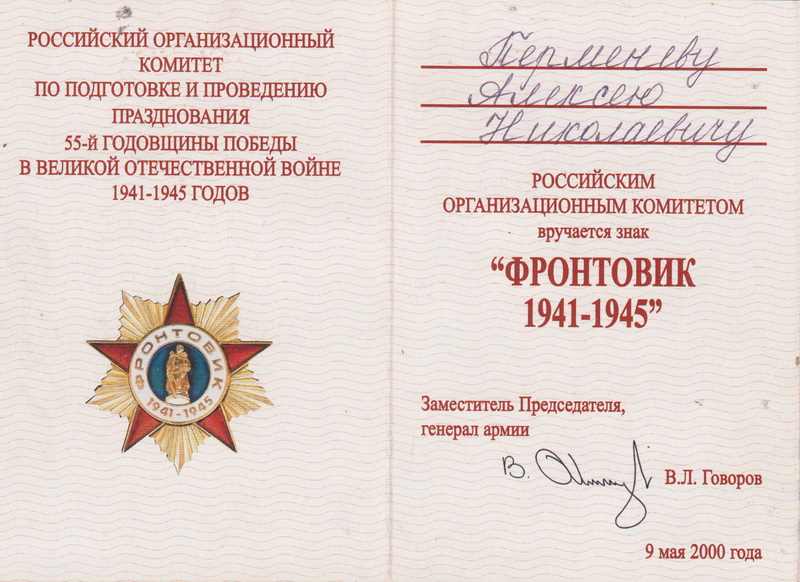 РОССИЙСКИЙ ОРГАНИЗАЦИОННЫЙ
КОМИТЕТ
ПО ПОДГОТОВКЕ И ПРОВЕДЕНИЮ
ПРАЗДНОВАНИЯ
55-й ГОДОВЩИНЫ ПОБЕДЫ
В ВЕЛИКОЙ ОТЕЧЕСТВЕННОЙ ВОЙНЕ
1941-1945 ГОДОВ
ФРОНТОВИК
1941-1945
Перменеву
Алексею
Николаевичу
РОССИЙСКИМ
ОРГАНИЗАЦИОННЫМ КОМИТЕТОМ
вручается знак
“ФРОНТОВИК
1941-1945”
Заместитель Председателя,
генерал армии
В.Л. Говоров
9 мая 2000 года